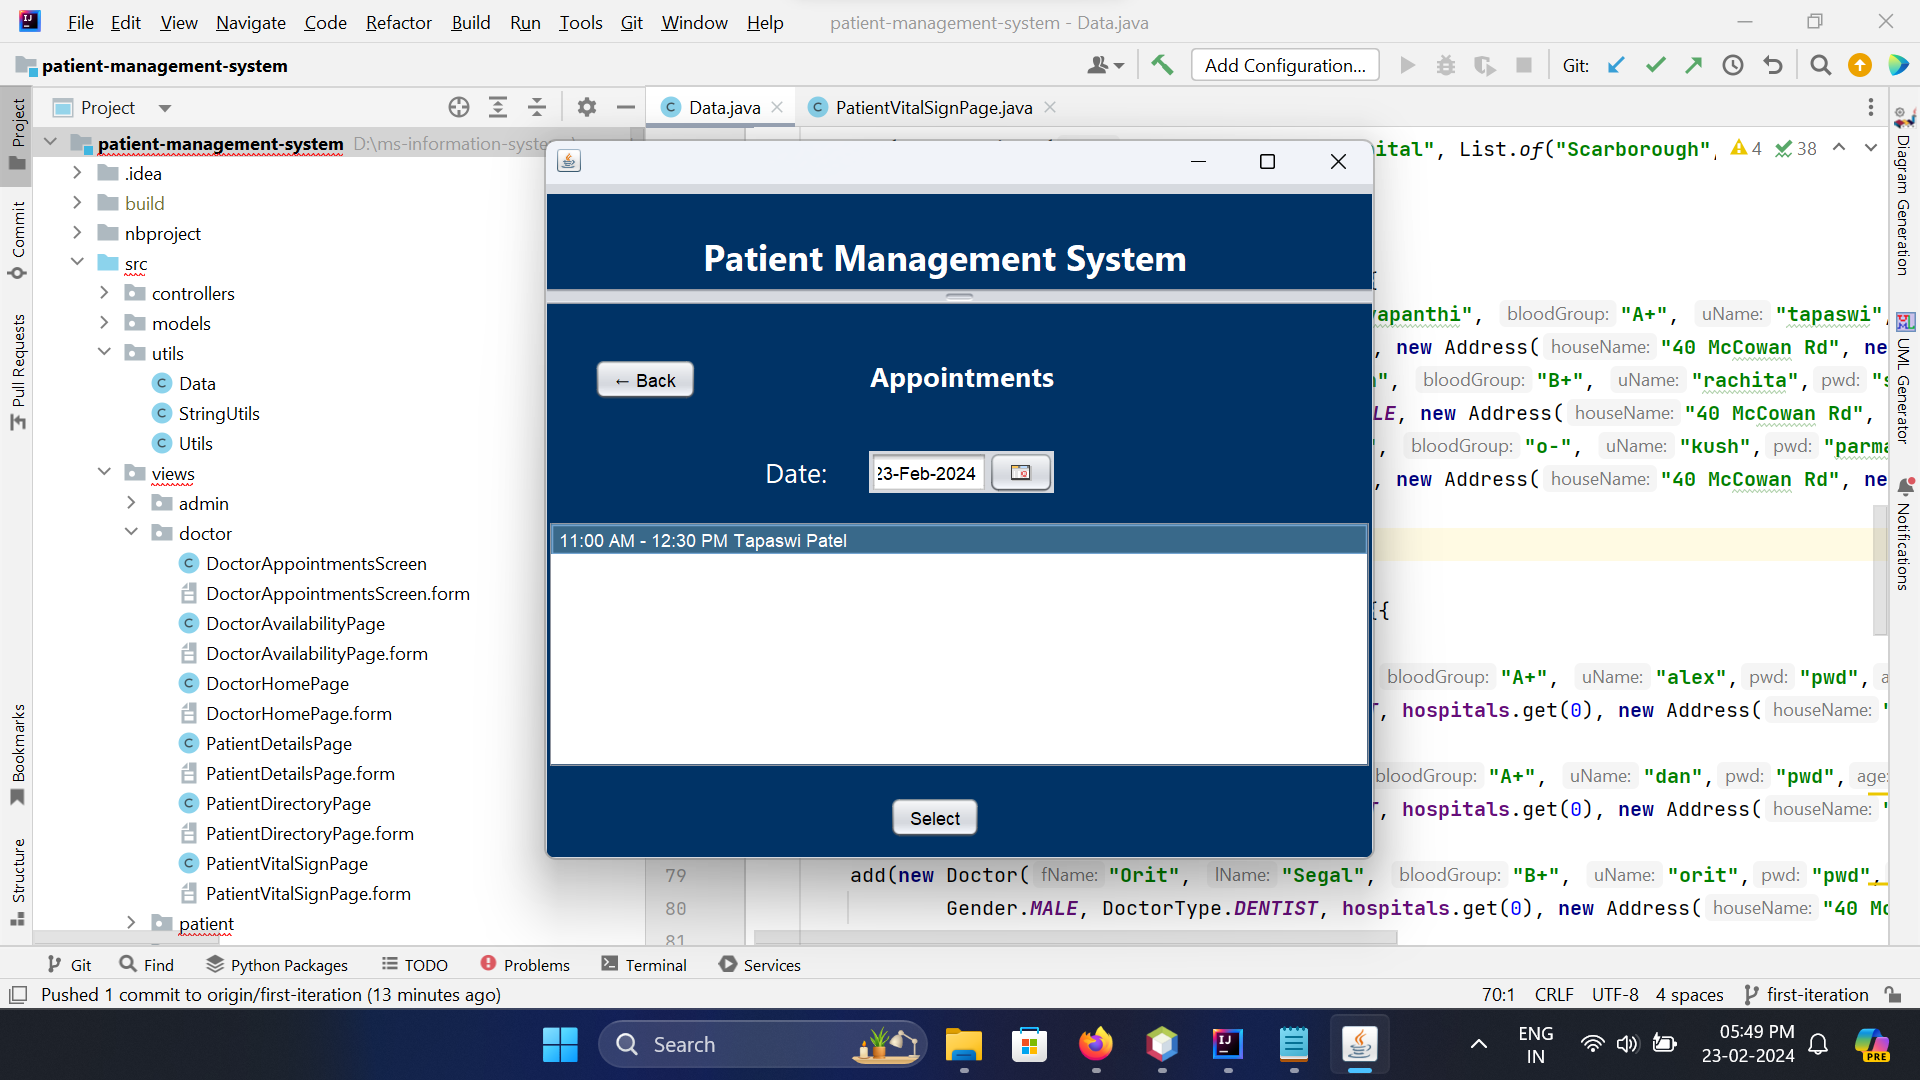 File Edit View Navigate Code Refactor Build Run Tools Git Window Help patient-management-system - Data.java
patient-management-system
Add Configuration...
Git:
Project
Data.java
PatientVitalSignPage.java
patient-management-system D:\ms-information-syste
.idea
build
nbproject
src
controllers
models
utils
Data
StringUtils
Utils
views
admin
doctor
DoctorAppointmentsScreen
DoctorAppointmentsScreen.form
DoctorAvailabilityPage
DoctorAvailabilityPage.form
DoctorHomePage
DoctorHomePage.form
PatientDetailsPage
PatientDetailsPage.form
PatientDirectoryPage
PatientDirectoryPage.form
PatientVitalSignPage
PatientVitalSignPage.form
patient
Project
Commit
Pull Requests
Bookmarks
Structure
Patient Management System
← Back
Appointments
Date:
23-Feb-2024
11:00 AM - 12:30 PM Tapaswi Patel
Select
ital", List.of("Scarborough",
4 38
{
yapanthi", bloodGroup: "A+", uName: "tapaswi",
, new Address( houseName: "40 McCowan Rd", ne
", bloodGroup: "B+", uName: "rachita", pwd: "s
LE, new Address( houseName: "40 McCowan Rd",
, bloodGroup: "o-", uName: "kush", pwd: "parma
, new Address( houseName: "40 McCowan Rd", ne
{{
bloodGroup: "A+", uName: "alex", pwd: "pwd", a
, hospitals.get(0), new Address( houseName: "
bloodGroup: "A+", uName: "dan", pwd: "pwd", age:
, hospitals.get(0), new Address( houseName: "
79 add(new Doctor( fName: "Orit", lName: "Segal", bloodGroup: "B+", uName: "orit", pwd: "pwd",
80 Gender.MALE, DoctorType.DENTIST, hospitals.get(0), new Address( houseName: "40 Mc
81
Diagram Generation
UML Generator
Notifications
Git Find Python Packages TODO Problems Terminal Services
Pushed 1 commit to origin/first-iteration (13 minutes ago)
70:1 CRLF UTF-8 4 spaces first-iteration
Search
ENG
IN
05:49 PM
23-02-2024
PRE